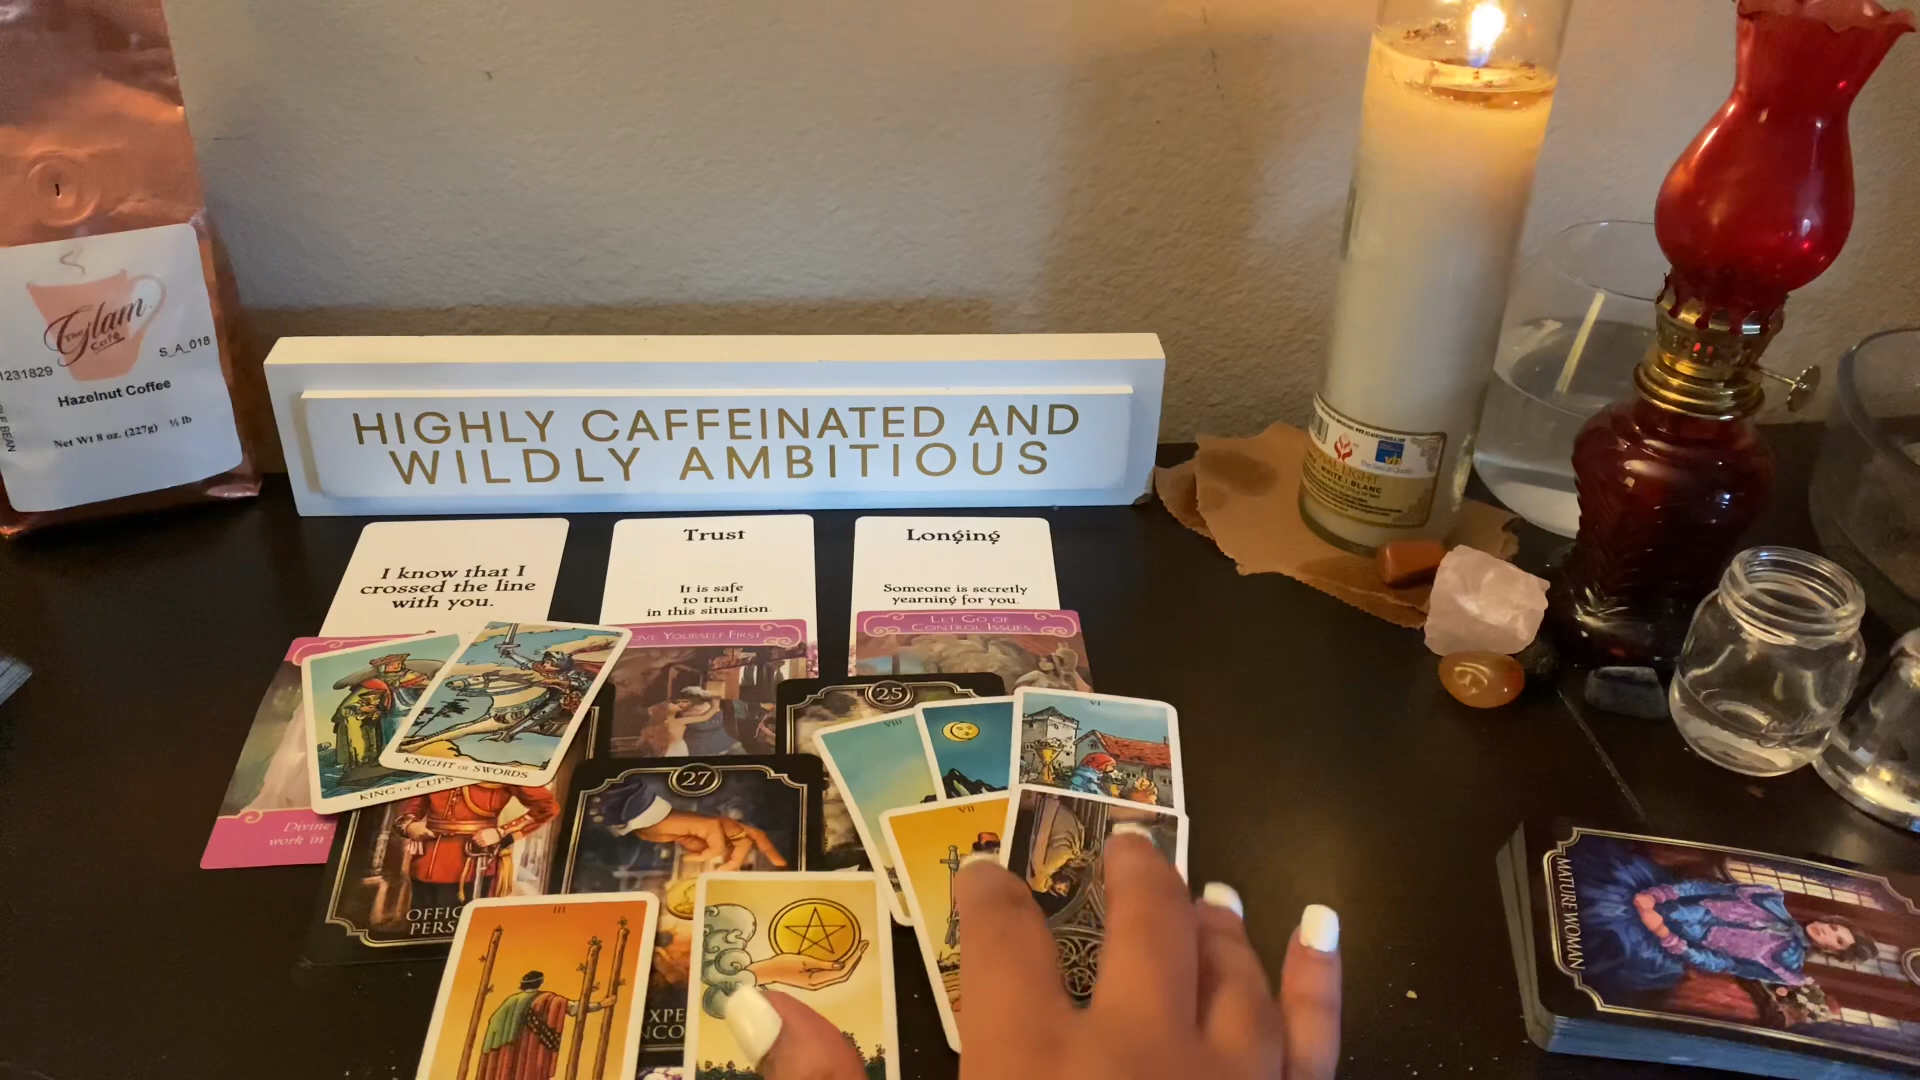 The
Glam
Café
S_A_018
1231829
Hazelnut Coffee
Net Wt 8 oz. (227g) ½ lb
HIGHLY CAFFEINATED AND
WILDLY AMBITIOUS
WHITE | BLANC
I know that I
crossed the line
with you.
Trust
It is safe
to trust
in this situation.
Longing
Someone is secretly
yearning for you.
LOVE YOURSELF FIRST
LET GO OF
CONTROL ISSUES
KNIGHT OF SWORDS
KING OF CUPS
Divine
work in
25
27
VIII
VI
VII
III
MATURE WOMAN